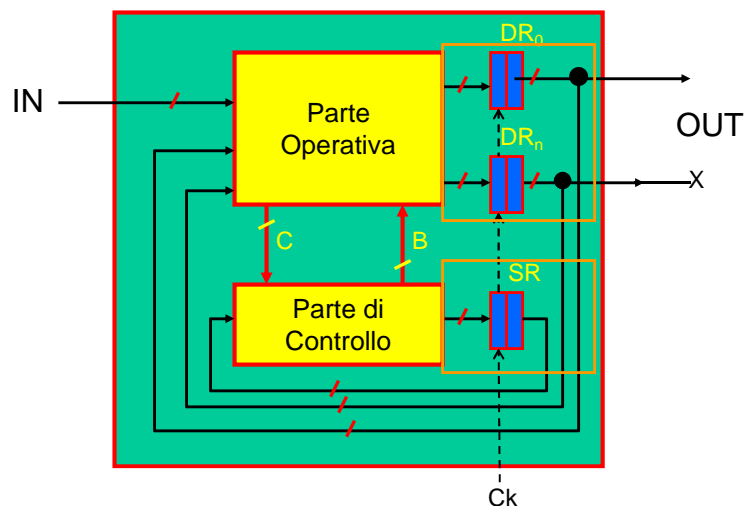 DR0
IN
Parte
Operativa
OUT
DRn
X
C
B
SR
Parte di
Controllo
Ck